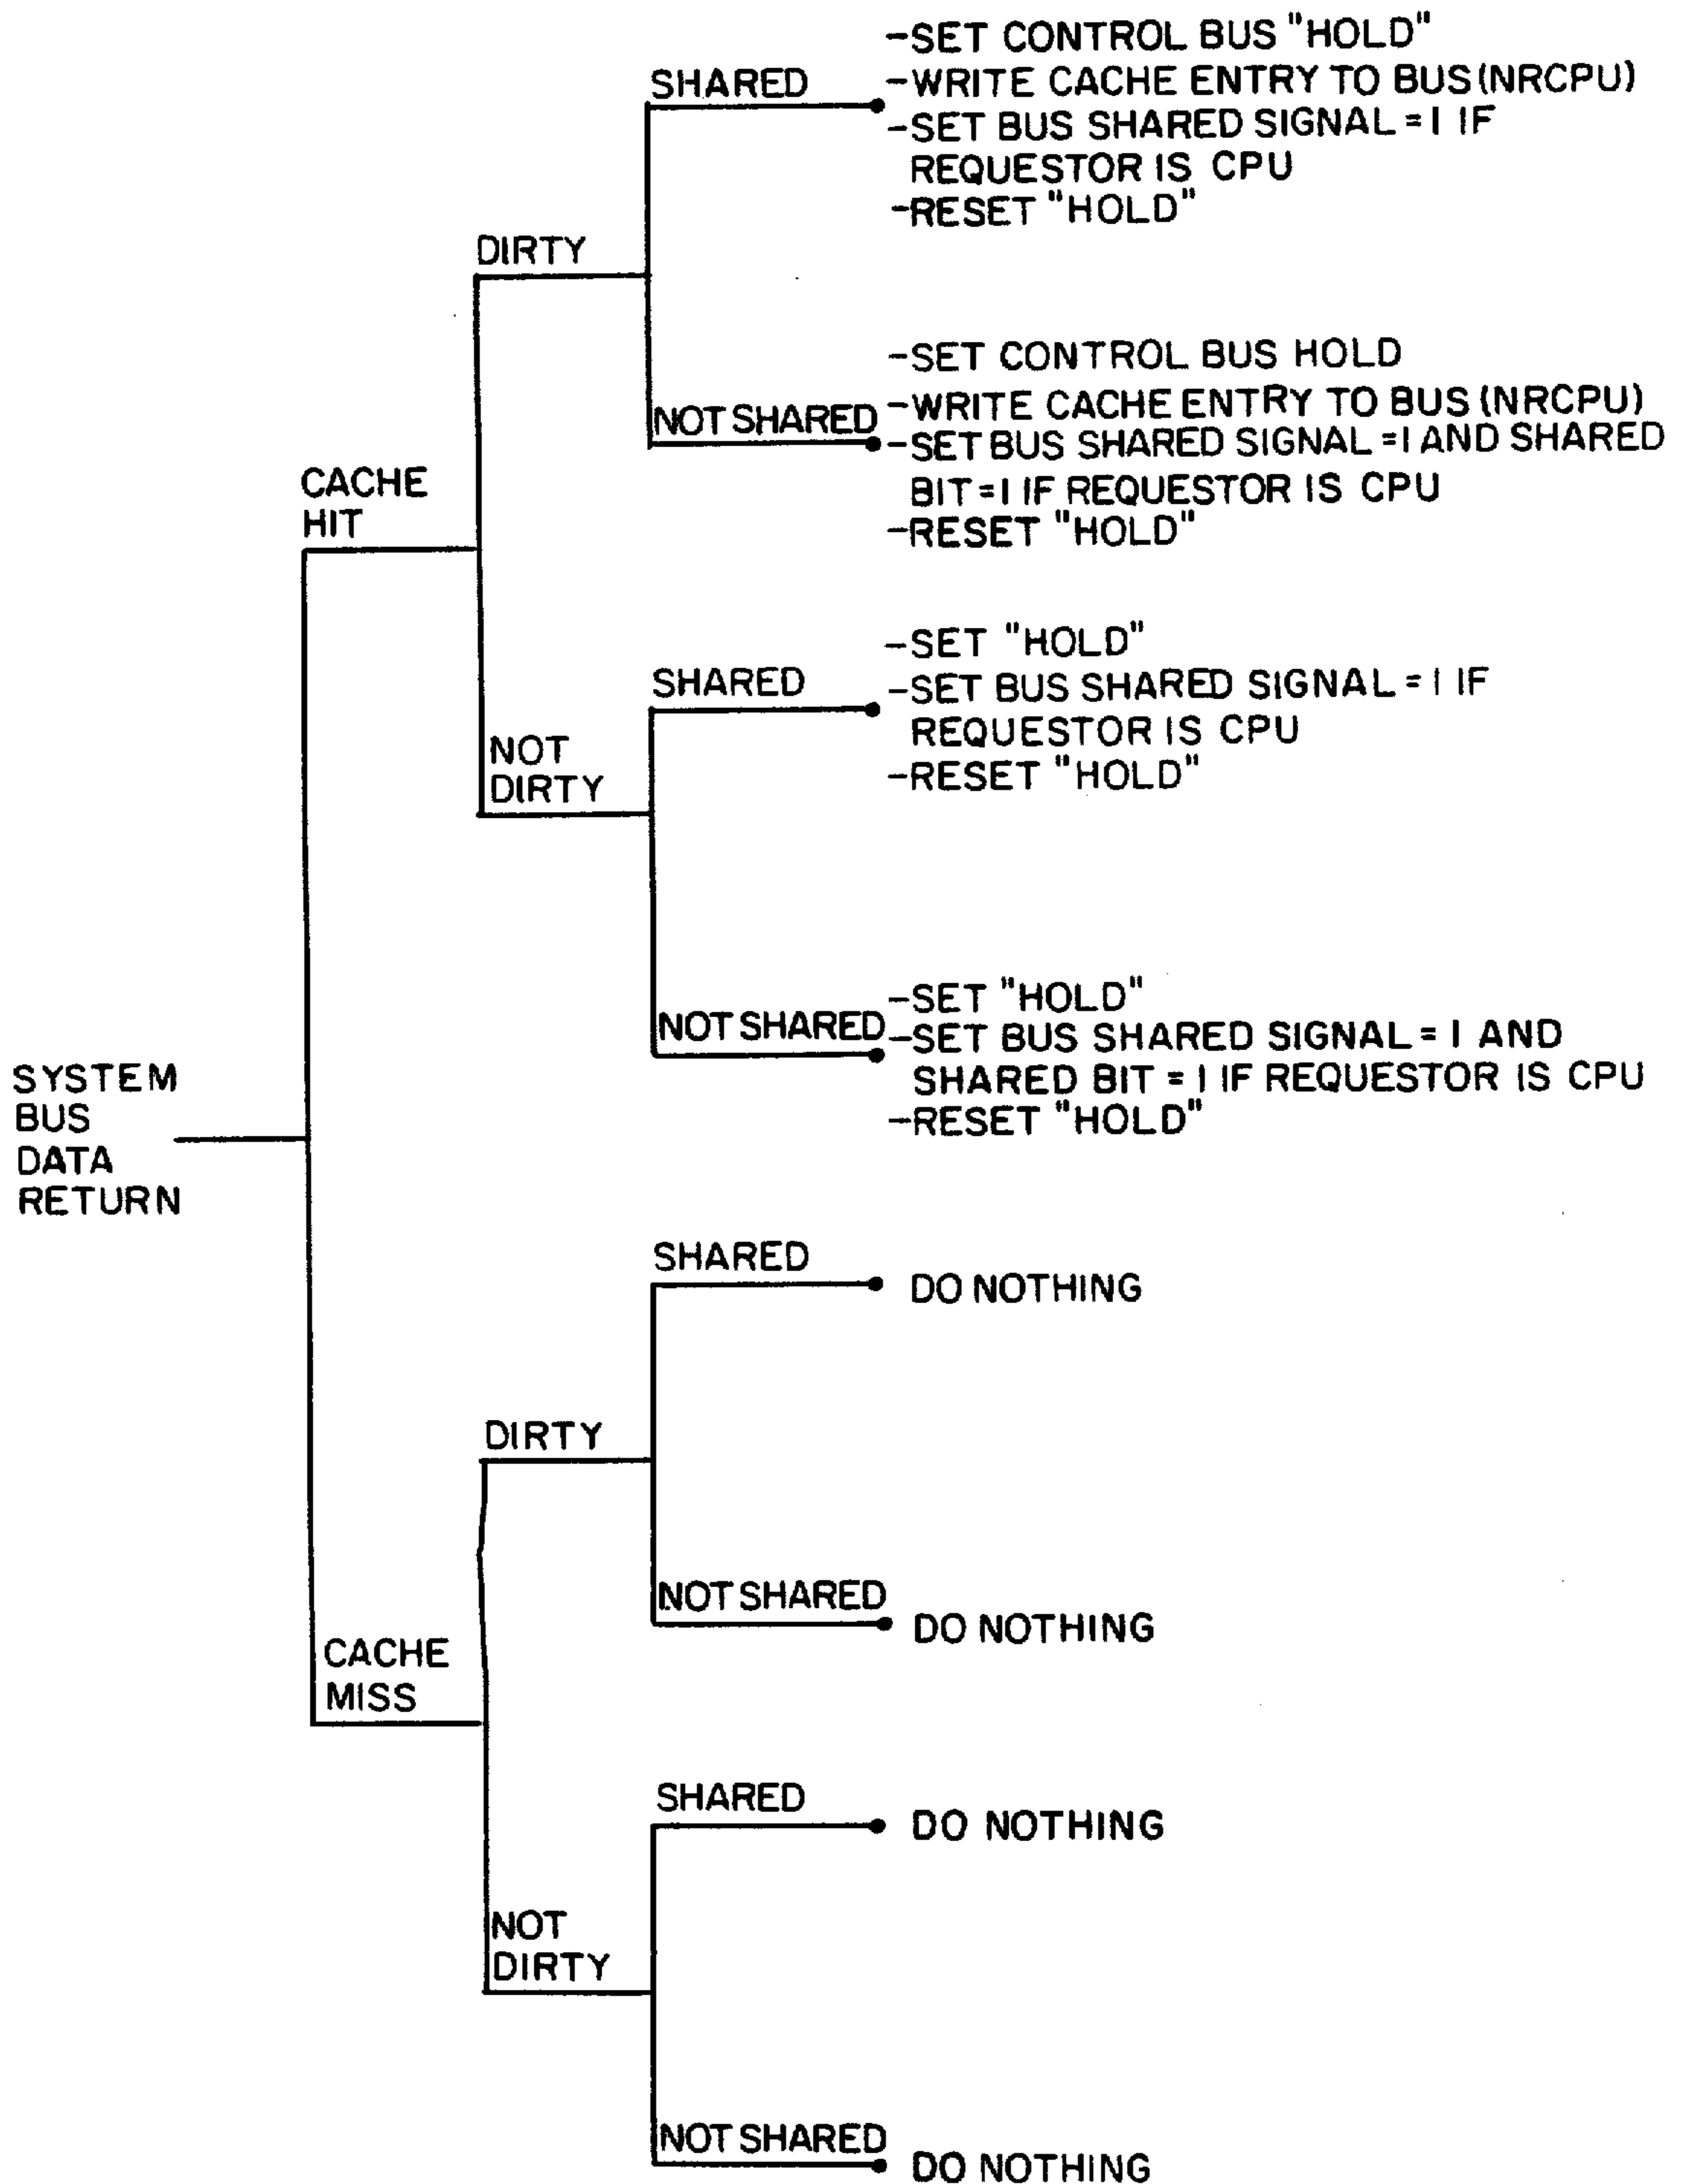 -SET CONTROL BUS "HOLD"
SHARED
-WRITE CACHE ENTRY TO BUS (NRCPU)
-SET BUS SHARED SIGNAL = 1 IF
REQUESTOR IS CPU
-RESET "HOLD"
DIRTY
-SET CONTROL BUS HOLD
NOT SHARED
-WRITE CACHE ENTRY TO BUS (NRCPU)
-SET BUS SHARED SIGNAL = 1 AND SHARED
BIT = 1 IF REQUESTOR IS CPU
-RESET "HOLD"
CACHE
HIT
-SET "HOLD"
SHARED
-SET BUS SHARED SIGNAL = 1 IF
REQUESTOR IS CPU
-RESET "HOLD"
NOT
DIRTY
-SET "HOLD"
NOT SHARED
-SET BUS SHARED SIGNAL = 1 AND
SHARED BIT = 1 IF REQUESTOR IS CPU
-RESET "HOLD"
SYSTEM
BUS
DATA
RETURN
SHARED
DO NOTHING
DIRTY
NOT SHARED
DO NOTHING
CACHE
MISS
SHARED
DO NOTHING
NOT
DIRTY
NOT SHARED
DO NOTHING